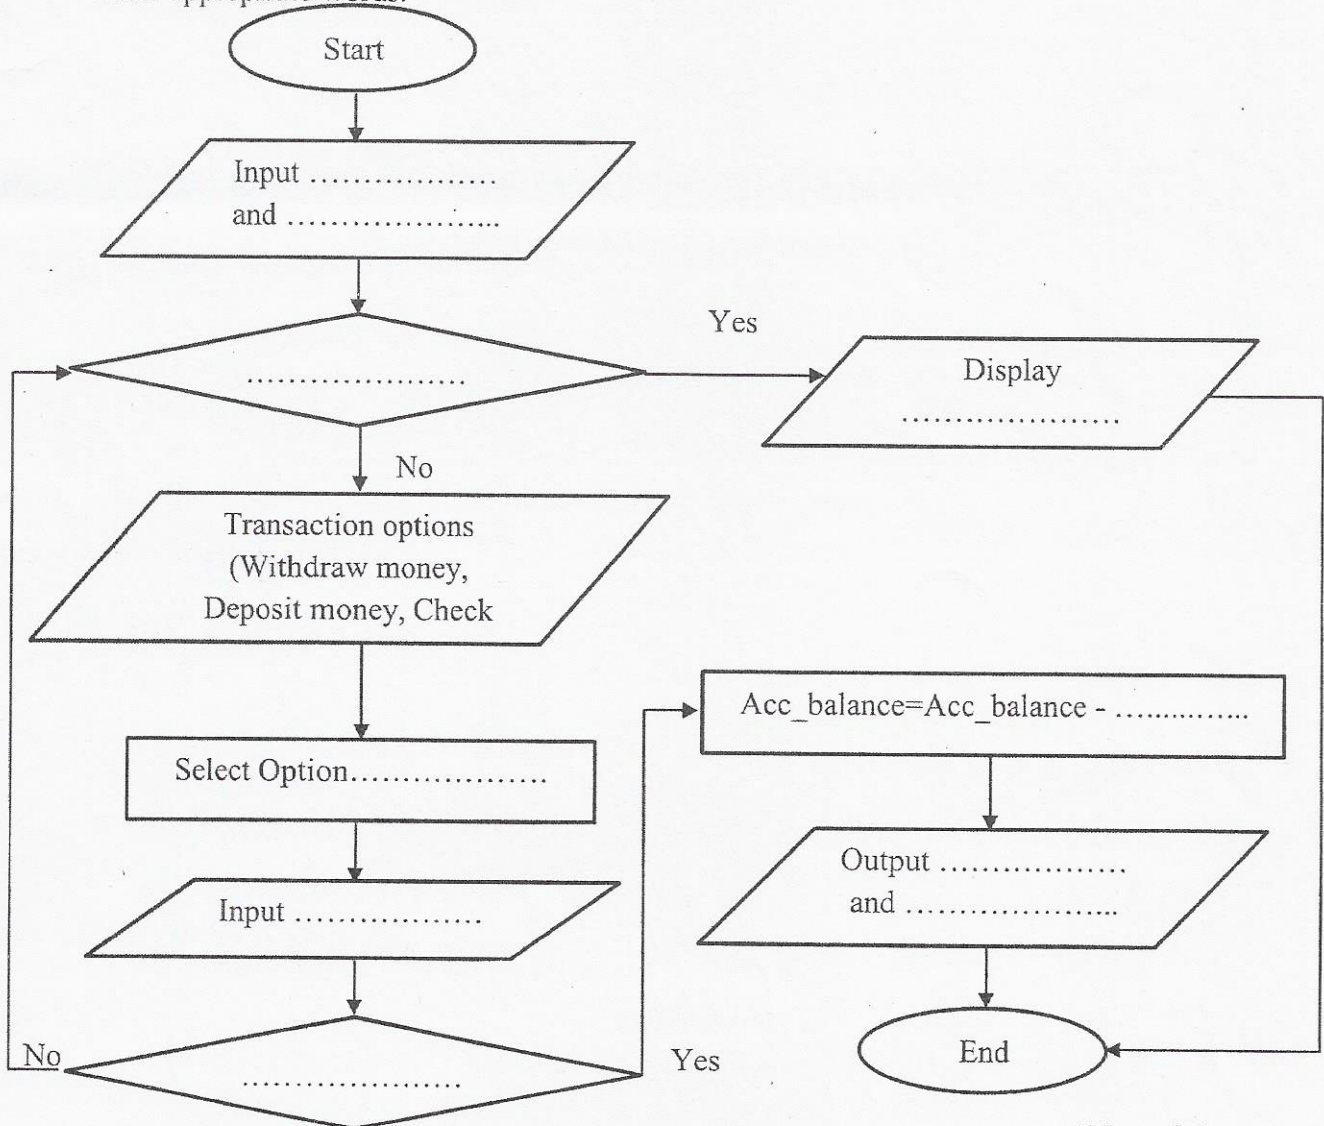 Start
Input ………………
and …………………...
Yes
…………………
Display
…………………
No
Transaction options
(Withdraw money,
Deposit money, Check
Acc_balance=Acc_balance - …...........…
Select Option…………………
Output ………………
and …………………...
Input ………………
No
…………………
Yes
End